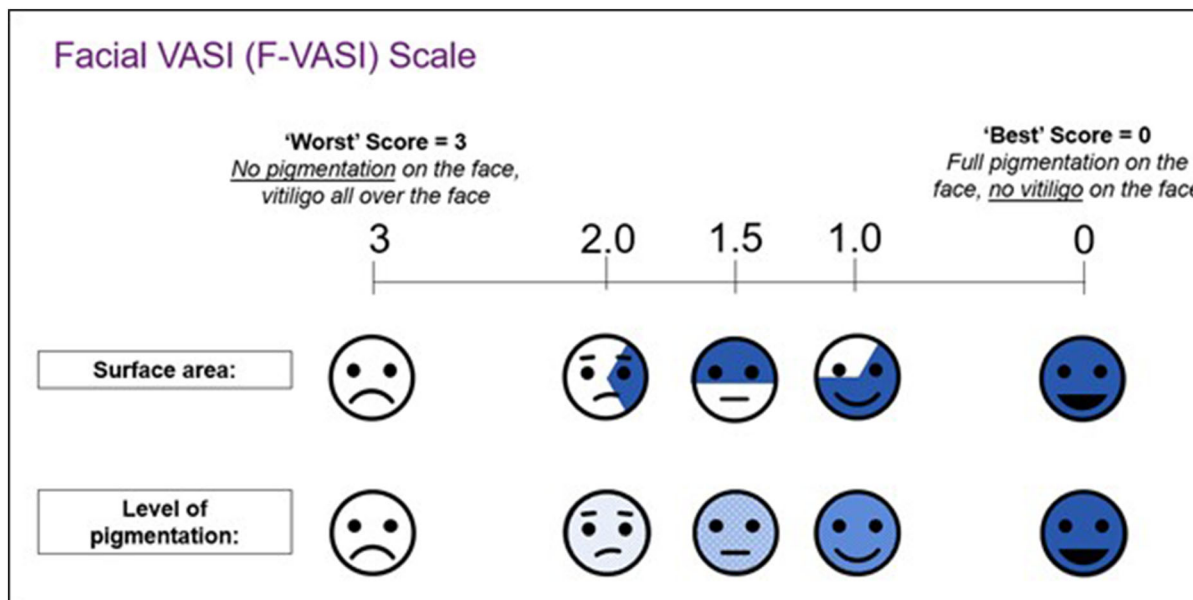 Facial VASI (F-VASI) Scale
‘Worst’ Score = 3
No pigmentation on the face,
vitiligo all over the face
‘Best’ Score = 0
Full pigmentation on the
face, no vitiligo on the face
3
2.0
1.5
1.0
0
Surface area:
Level of
pigmentation: